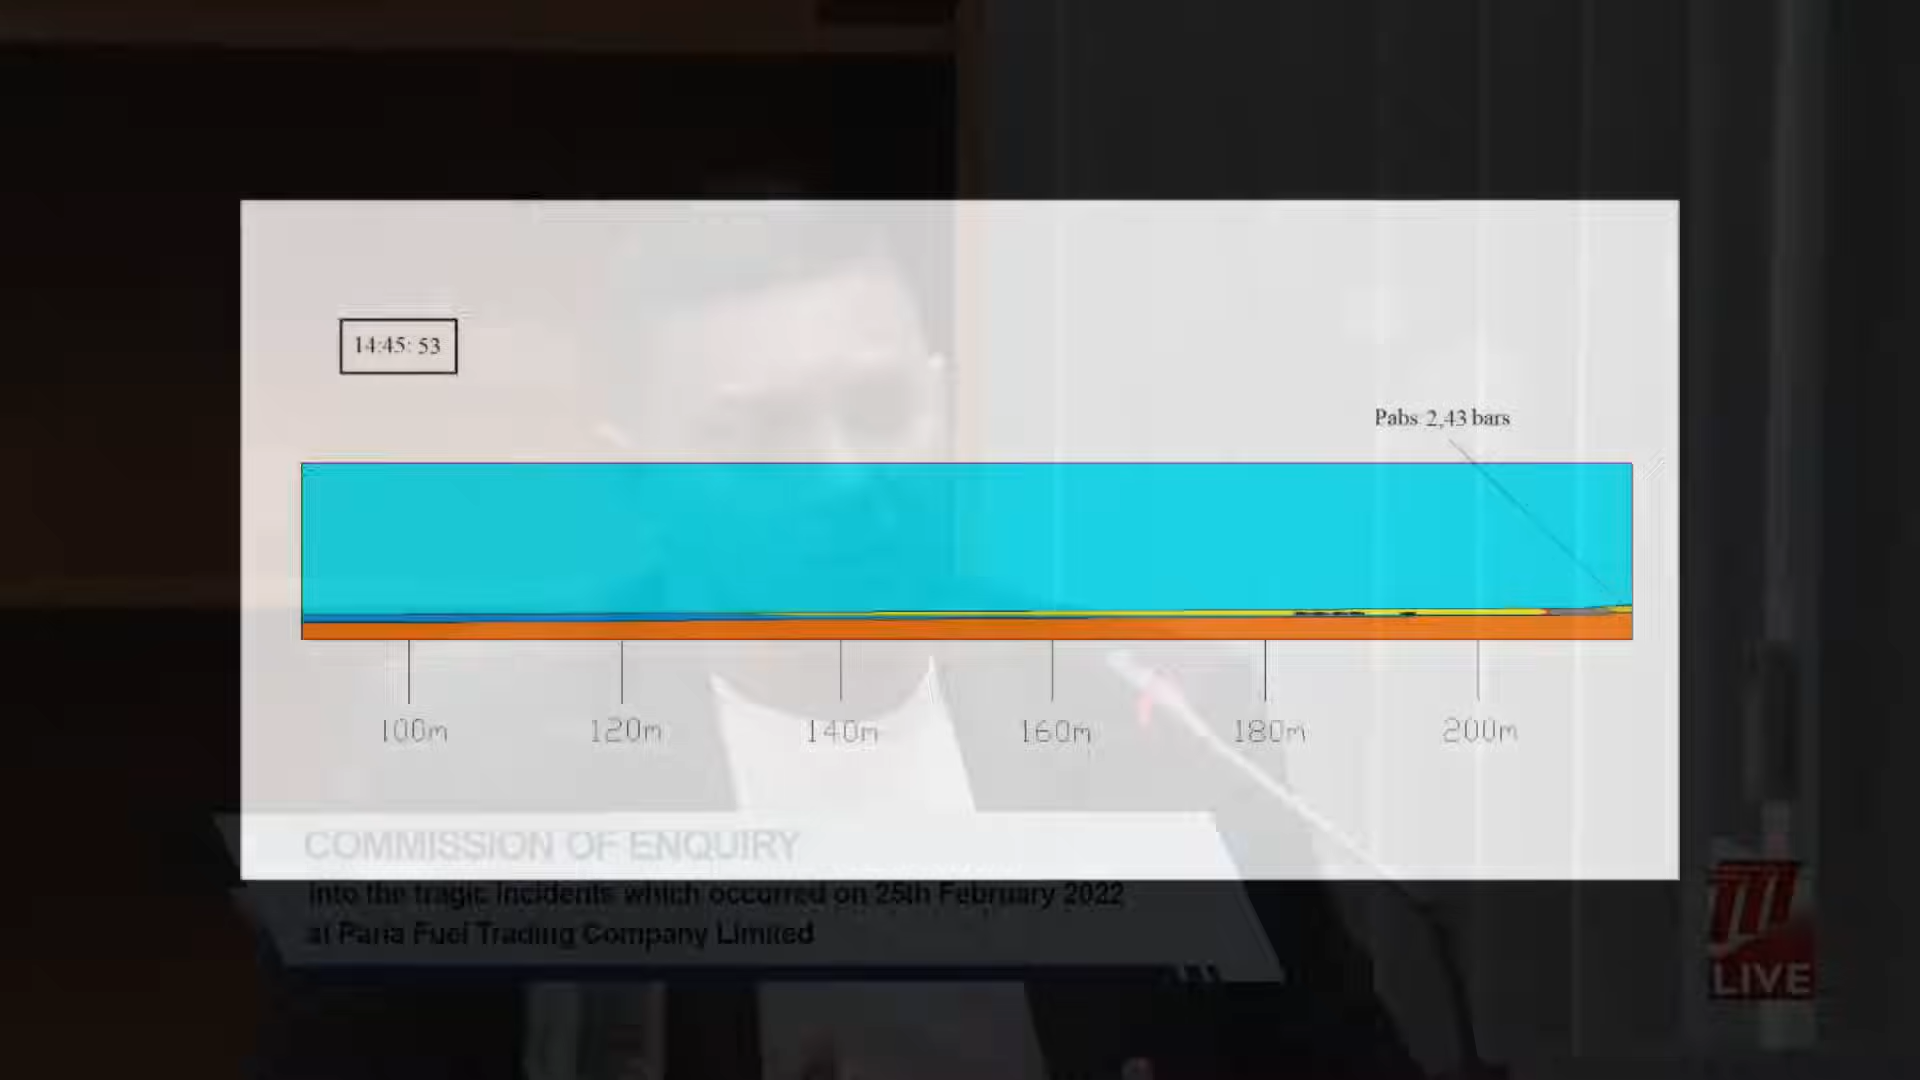 14:45: 53
Pabs 2,43 bars
100m 120m 140m 160m 180m 200m
COMMISSION OF ENQUIRY
into the tragic incidents which occurred on 25th February 2022
at Paria Fuel Trading Company Limited
LIVE